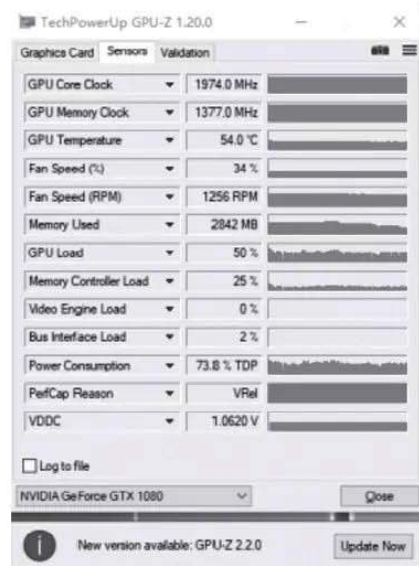 TechPowerUp GPU-Z 1.20.0
Graphics Card Sensors Validation
GPU Core Clock 1974.0 MHz
GPU Memory Clock 1377.0 MHz
GPU Temperature 54.0 °C
Fan Speed (%) 34 %
Fan Speed (RPM) 1256 RPM
Memory Used 2842 MB
GPU Load 50 %
Memory Controller Load 25 %
Video Engine Load 0 %
Bus Interface Load 2 %
Power Consumption 73.8 % TDP
PerfCap Reason VRel
VDDC 1.0620 V
Log to file
NVIDIA GeForce GTX 1080 Close
New version available: GPU-Z 2.2.0 Update Now